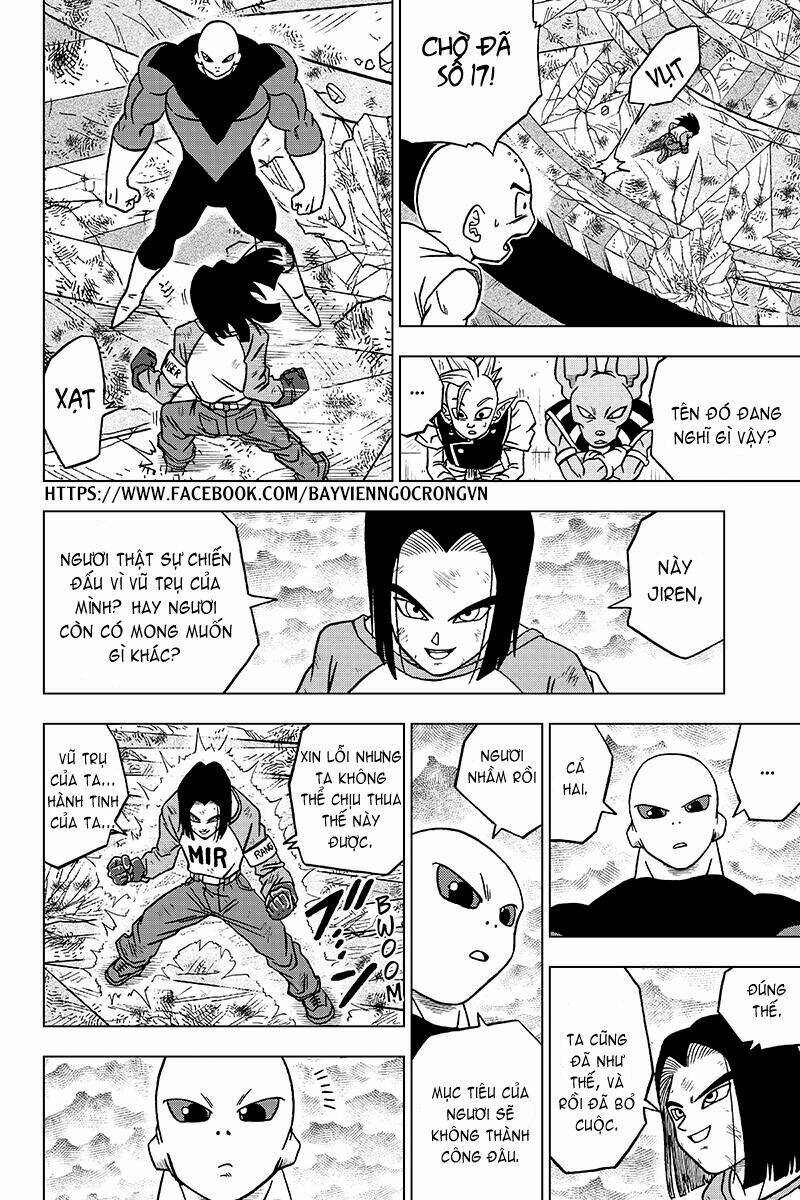 CHỜ ĐÃ
SỐ 17!
VỤT
XẠT
TÊN ĐÓ ĐANG
NGHĨ GÌ VẬY?
...
HTTPS://WWW.FACEBOOK.COM/BAYVIENNGOCRONGVN
NÀY
JIREN,
NGƯƠI THẬT SỰ CHIẾN
ĐẤU VÌ VŨ TRỤ CỦA
MÌNH? HAY NGƯƠI
CÒN CÓ MONG MUỐN
GÌ KHÁC?
...
CẢ
HAI.
ĐÚNG
THẾ.
TA CŨNG
ĐÃ NHƯ
THẾ, VÀ
RỒI ĐÃ BỎ
CUỘC.
NGƯƠI
NHẦM RỒI
MỤC TIÊU CỦA
NGƯƠI SẼ
KHÔNG THÀNH
CÔNG ĐÂU.
XIN LỖI NHƯNG
TA KHÔNG
THỂ CHỊU THUA
THẾ NÀY
ĐƯỢC.
VŨ TRỤ
CỦA TA...
HÀNH TINH
CỦA TA...
MIR
RANG
BWOOM